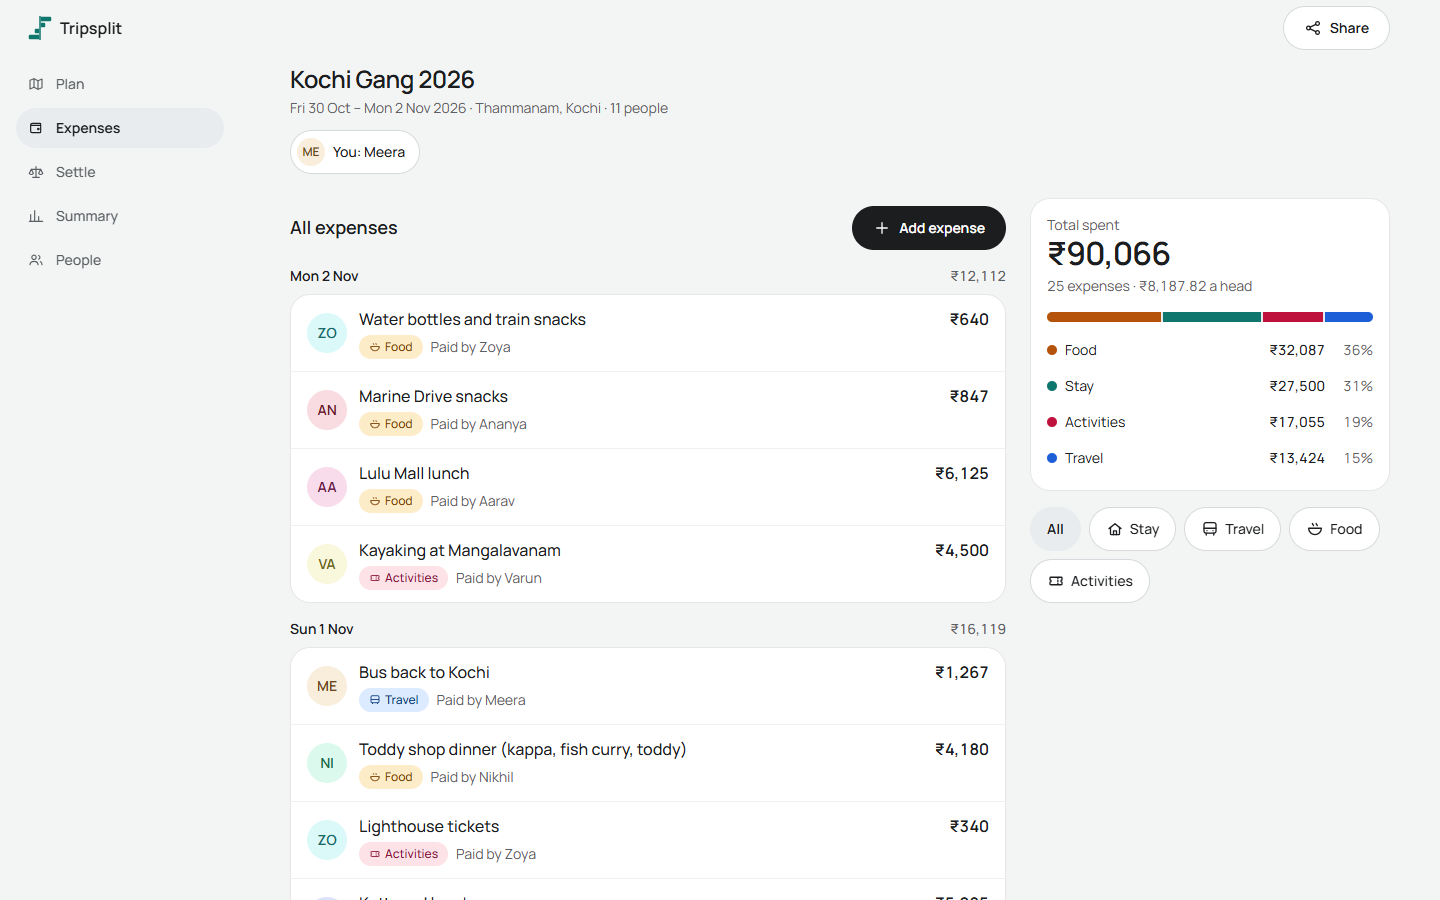 Tripsplit
Share
Plan
Expenses
Settle
Summary
People
Kochi Gang 2026
Fri 30 Oct – Mon 2 Nov 2026 · Thammanam, Kochi · 11 people
ME You: Meera
All expenses
Add expense
Mon 2 Nov ₹12,112
ZO Water bottles and train snacks ₹640
Food Paid by Zoya
AN Marine Drive snacks ₹847
Food Paid by Ananya
AA Lulu Mall lunch ₹6,125
Food Paid by Aarav
VA Kayaking at Mangalavanam ₹4,500
Activities Paid by Varun
Sun 1 Nov ₹16,119
ME Bus back to Kochi ₹1,267
Travel Paid by Meera
NI Toddy shop dinner (kappa, fish curry, toddy) ₹4,180
Food Paid by Nikhil
ZO Lighthouse tickets ₹340
Activities Paid by Zoya
Total spent
₹90,066
25 expenses · ₹8,187.82 a head
Food ₹32,087 36%
Stay ₹27,500 31%
Activities ₹17,055 19%
Travel ₹13,424 15%
All Stay Travel Food
Activities